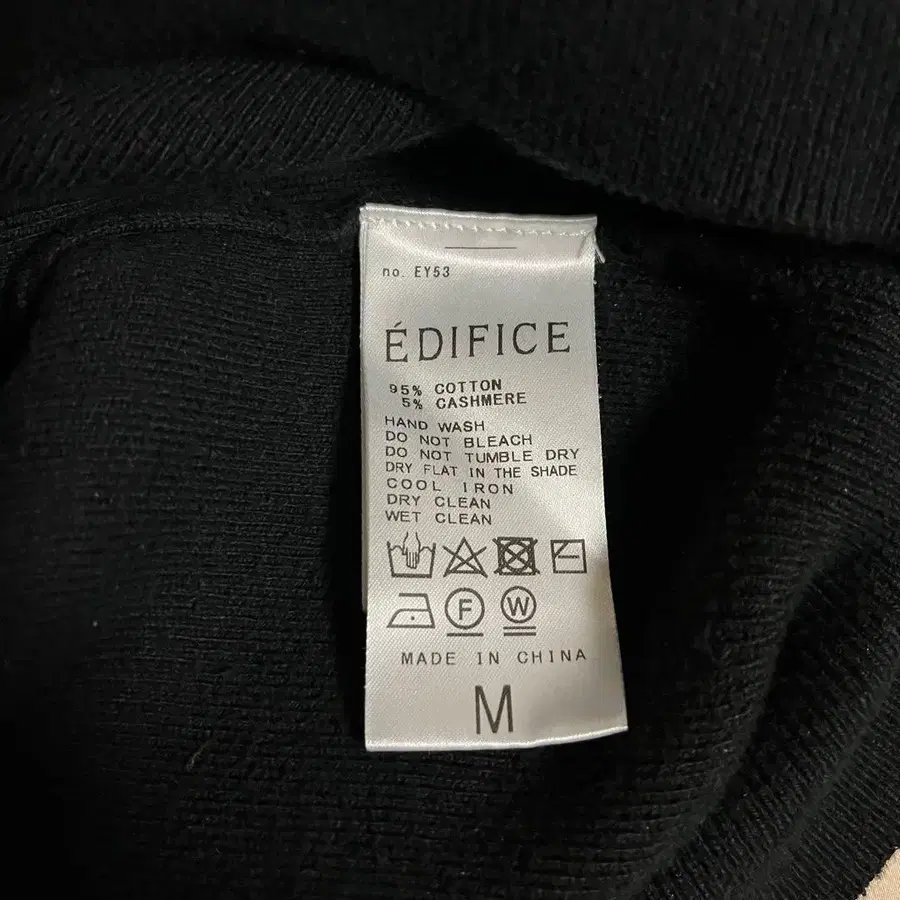 no. EY53
ÉDIFICE
95% COTTON
5% CASHMERE
HAND WASH
DO NOT BLEACH
DO NOT TUMBLE DRY
DRY FLAT IN THE SHADE
COOL IRON
DRY CLEAN
WET CLEAN
F W
MADE IN CHINA
M